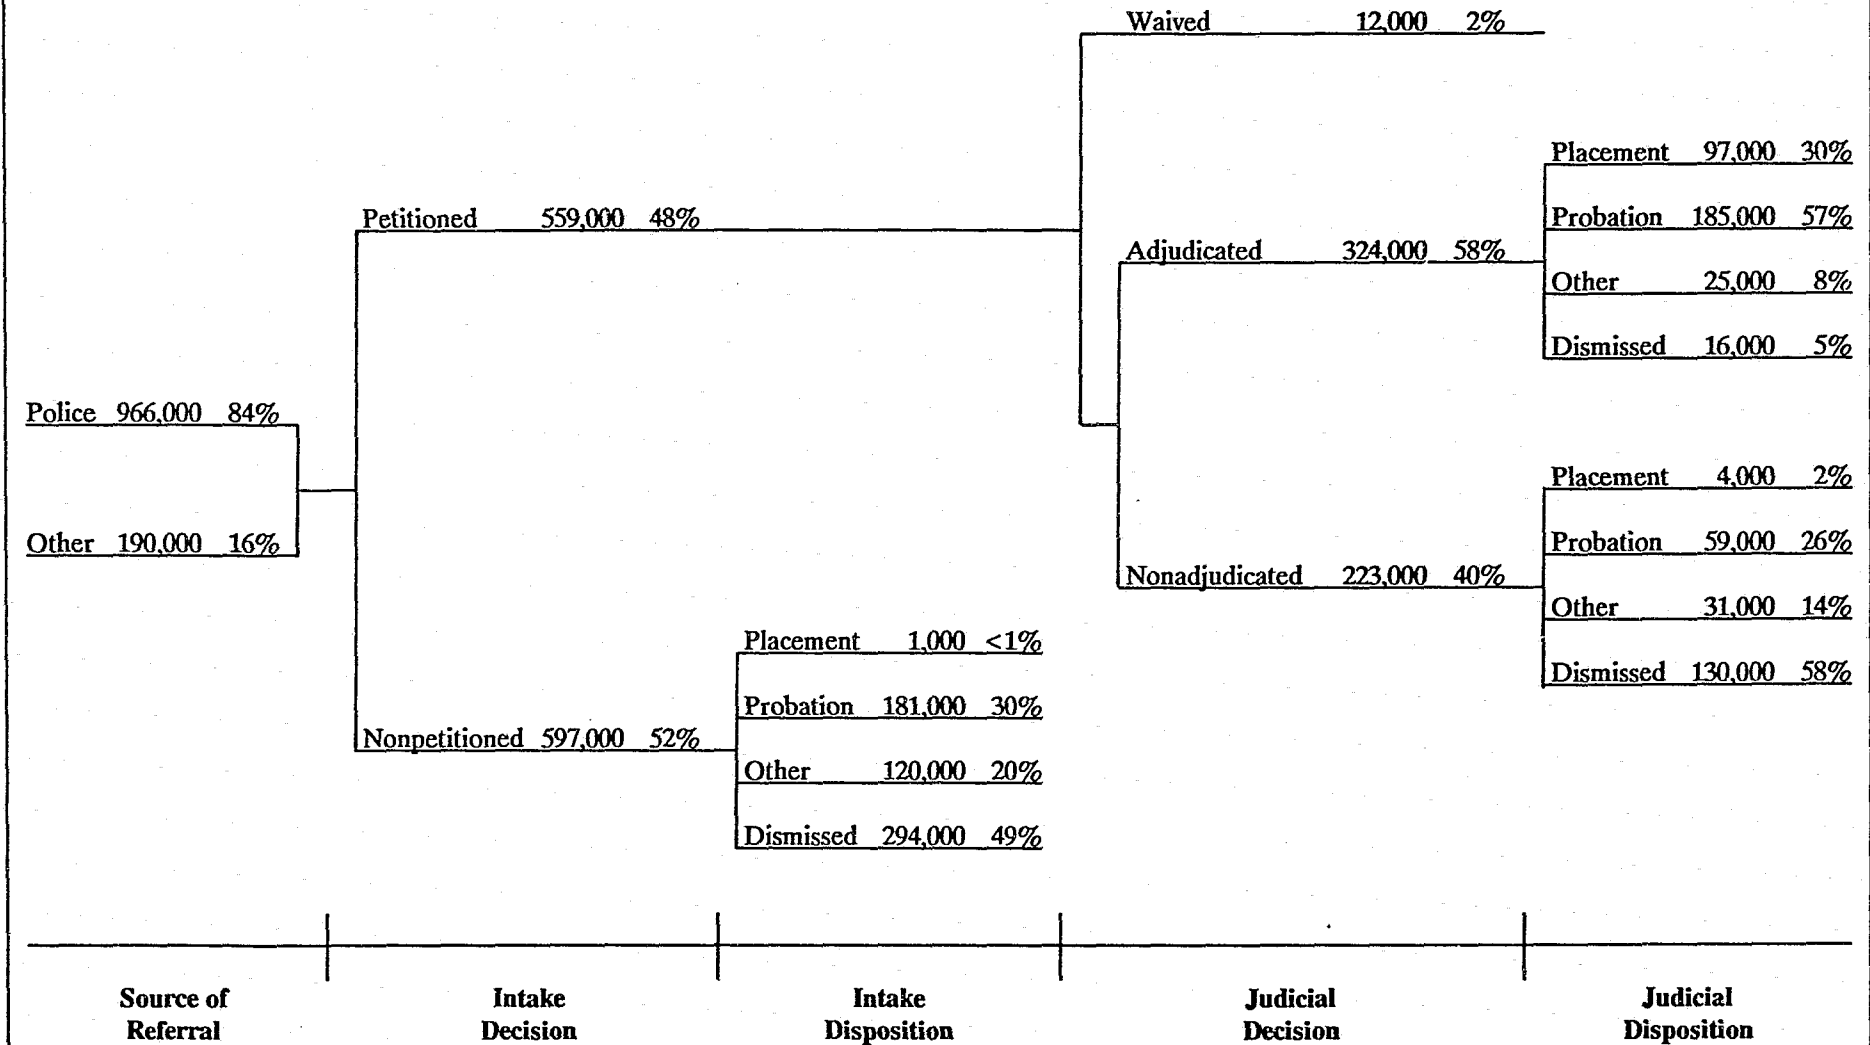 Waived 12,000 2%
Placement 97,000 30%
Petitioned 559,000 48%
Probation 185,000 57%
Adjudicated 324,000 58%
Other 25,000 8%
Dismissed 16,000 5%
Police 966,000 84%
Placement 4,000 2%
Other 190,000 16%
Probation 59,000 26%
Nonadjudicated 223,000 40%
Other 31,000 14%
Placement 1,000 <1%
Dismissed 130,000 58%
Probation 181,000 30%
Nonpetitioned 597,000 52%
Other 120,000 20%
Dismissed 294,000 49%
Source of
Referral
Intake
Decision
Intake
Disposition
Judicial
Decision
Judicial
Disposition